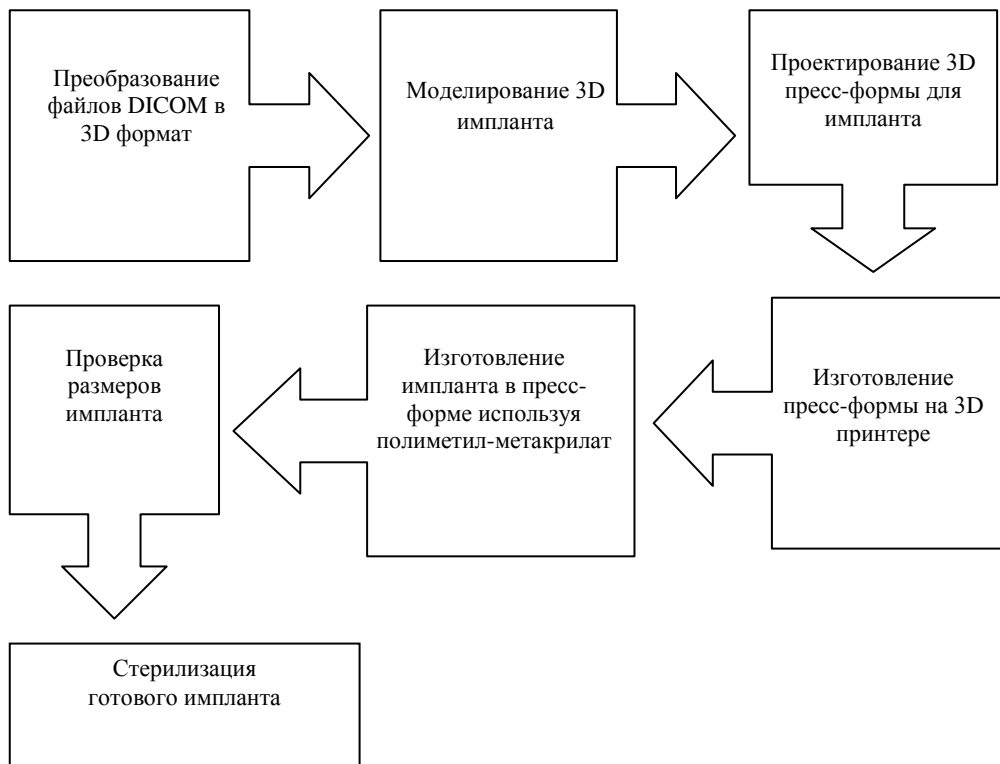 Преобразование
файлов DICOM в
3D формат
Моделирование 3D
импланта
Проектирование 3D
пресс-формы для
импланта
Изготовление
пресс-формы на 3D
принтере
Изготовление
импланта в пресс-
форме используя
полиметил-метакрилат
Проверка
размеров
импланта
Стерилизация
готового импланта